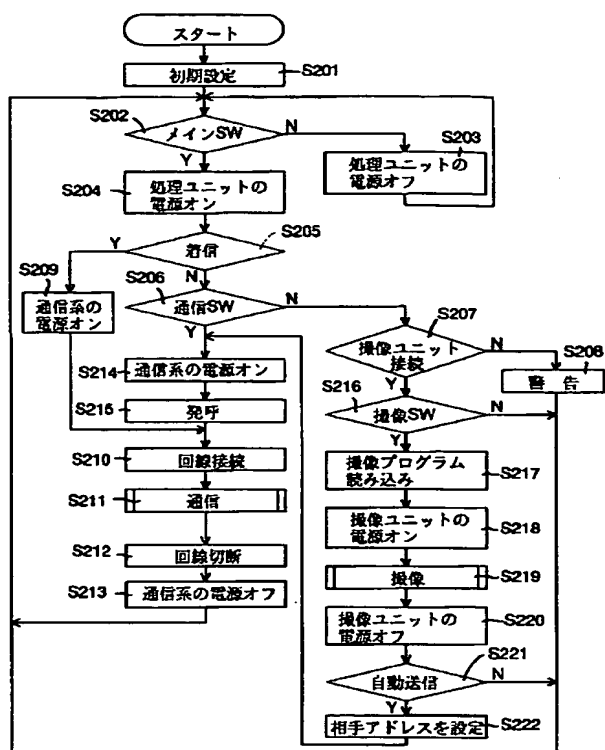 スタート
初期設定
S201
S202
メインSW
N
Y
S203
処理ユニットの
電源オフ
S204
処理ユニットの
電源オン
S205
着信
Y
N
S209
通信系の
電源オン
S206
通信SW
N
Y
S207
撮像ユニット
接続
N
Y
S208
警告
S214
通信系の電源オン
S215
発呼
S216
撮像SW
N
Y
S210
回線接続
S217
撮像プログラム
読み込み
S211
通信
S218
撮像ユニットの
電源オン
S212
回線切断
S219
撮像
S213
通信系の電源オフ
S220
撮像ユニットの
電源オフ
S221
自動送信
N
Y
相手アドレスを設定
S222